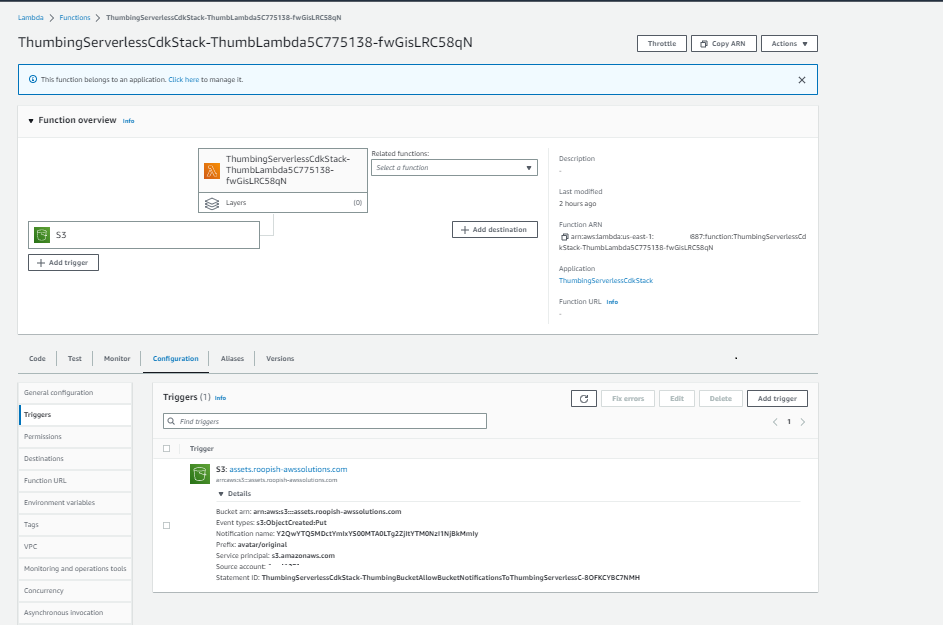 Lambda > Functions > ThumbingServerlessCdkStack-ThumbLambda5C775138-fwGisLRC58qN
ThumbingServerlessCdkStack-ThumbLambda5C775138-fwGisLRC58qN
Throttle
Copy ARN
Actions
This function belongs to an application. Click here to manage it.
Function overview Info
ThumbingServerlessCdkStack-
ThumbLambda5C775138-
fwGisLRC58qN
Layers (0)
Related functions:
Select a function
S3
Add trigger
Add destination
Description
-
Last modified
2 hours ago
Function ARN
arn:aws:lambda:us-east-1: 887:function:ThumbingServerlessCd
kStack-ThumbLambda5C775138-fwGisLRC58qN
Application
ThumbingServerlessCdkStack
Function URL Info
-
Code
Test
Monitor
Configuration
Aliases
Versions
General configuration
Triggers
Permissions
Destinations
Function URL
Environment variables
Tags
VPC
Monitoring and operations tools
Concurrency
Asynchronous invocation
Triggers (1) Info
Fix errors
Edit
Delete
Add trigger
Find triggers
< 1 >
Trigger
S3: assets.roopish-awssolutions.com
arn:aws:s3:::assets.roopish-awssolutions.com
Details
Bucket arn: arn:aws:s3:::assets.roopish-awssolutions.com
Event types: s3:ObjectCreated:Put
Notification name:
Prefix: avatar/original
Service principal: s3.amazonaws.com
Source account:
Statement ID: ThumbingServerlessCdkStack-ThumbingBucketAllowBucketNotificationsToThumbingServerlessC-8OFKCYBC7NMH